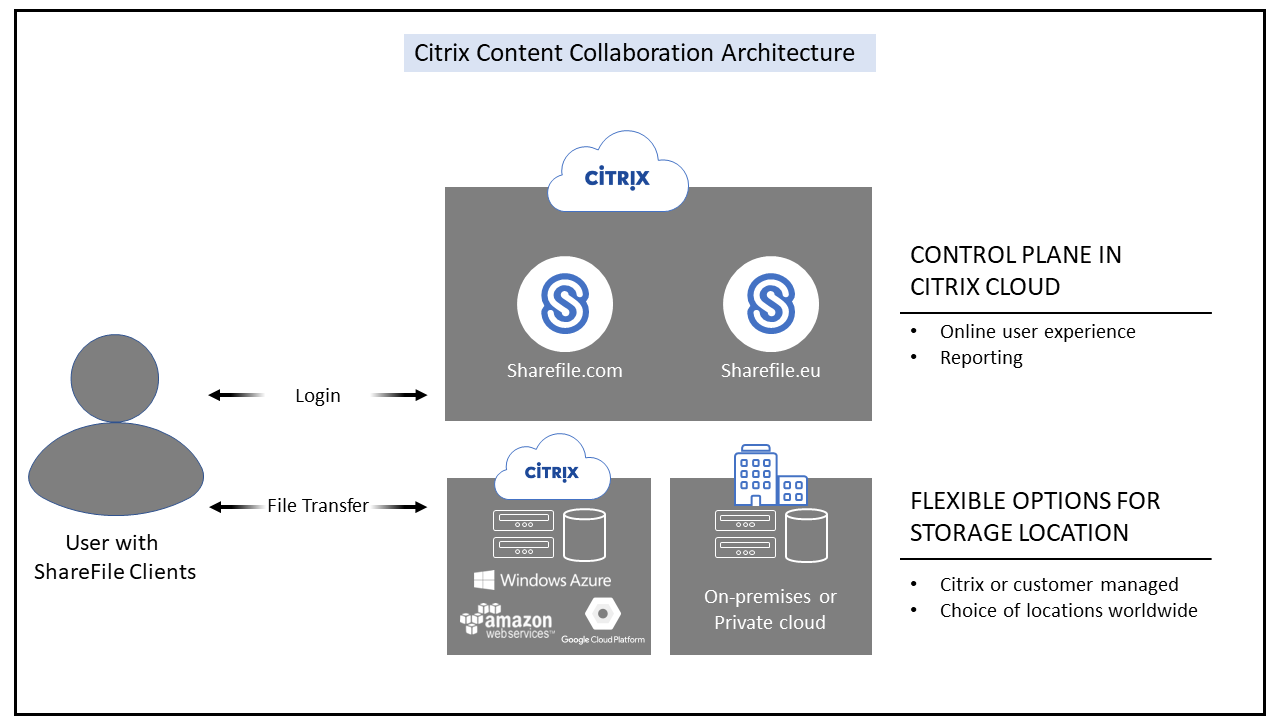 Citrix Content Collaboration Architecture
CITRIX
Sharefile.com
Sharefile.eu
CONTROL PLANE IN
CITRIX CLOUD
• Online user experience
• Reporting
Login
File Transfer
User with
ShareFile Clients
CITRIX
Windows Azure
amazon
webservices™
Google Cloud Platform
On-premises or
Private cloud
FLEXIBLE OPTIONS FOR
STORAGE LOCATION
• Citrix or customer managed
• Choice of locations worldwide